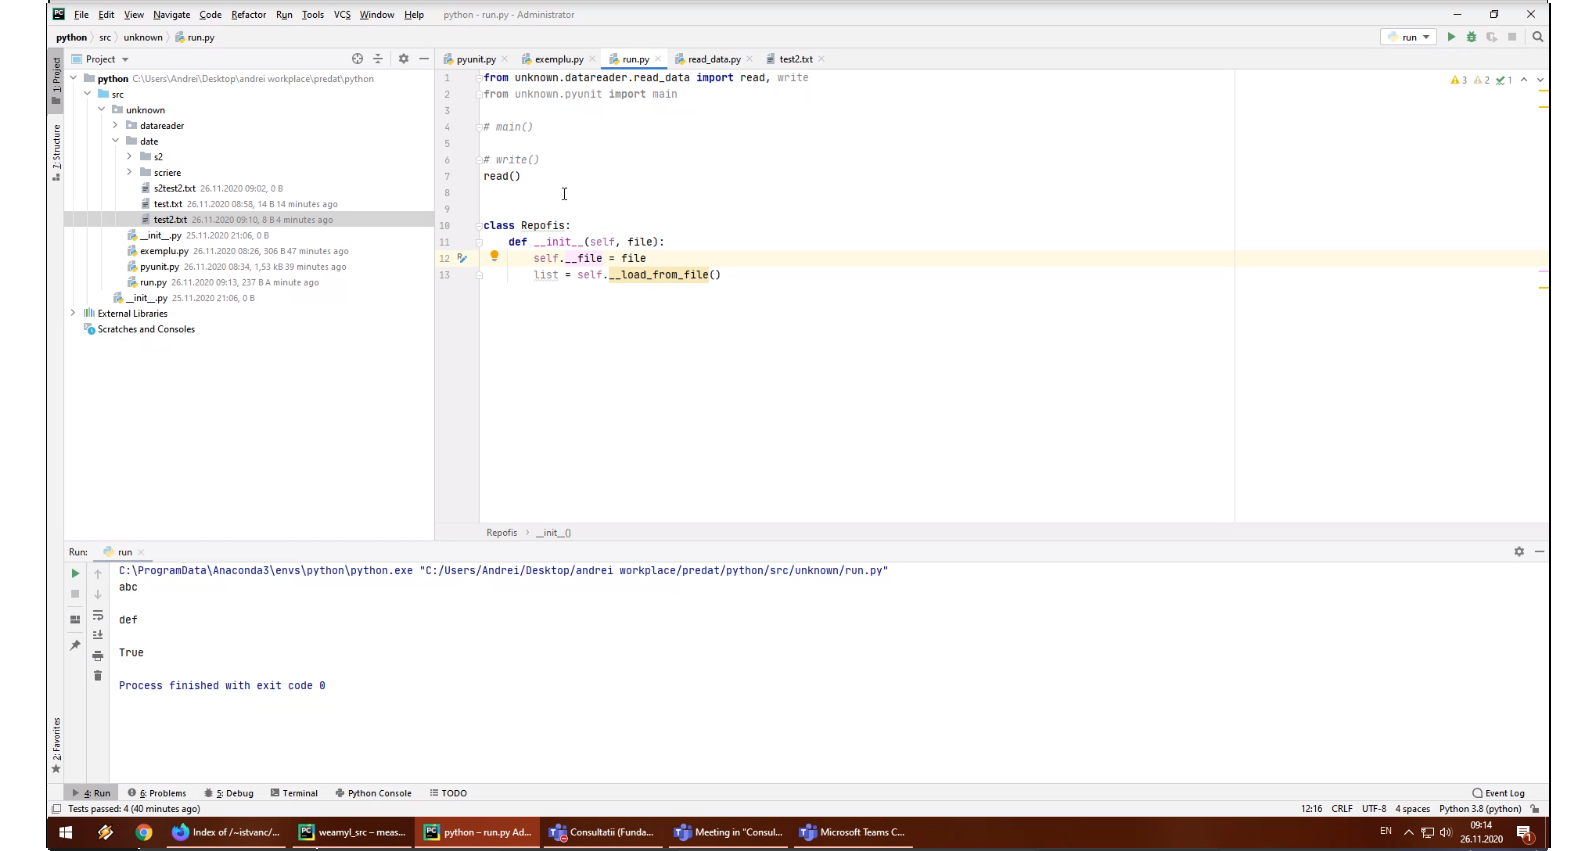 File Edit View Navigate Code Refactor Run Tools VCS Window Help python - run.py - Administrator
python src unknown run.py
run
Project
pyunit.py exemplu.py run.py read_data.py test2.txt
1: Project
7: Structure
2: Favorites
python C:\Users\Andrei\Desktop\andrei workplace\predat\python
src
unknown
datareader
date
s2
scriere
s2test2.txt 26.11.2020 09:02, 0 B
test.txt 26.11.2020 08:58, 14 B 14 minutes ago
test2.txt 26.11.2020 09:10, 8 B 4 minutes ago
__init__.py 25.11.2020 21:06, 0 B
exemplu.py 26.11.2020 08:26, 306 B 47 minutes ago
pyunit.py 26.11.2020 08:34, 1,53 kB 39 minutes ago
run.py 26.11.2020 09:13, 237 B A minute ago
__init__.py 25.11.2020 21:06, 0 B
External Libraries
Scratches and Consoles
3 2 1
1 from unknown.datareader.read_data import read, write
2 from unknown.pyunit import main
3
4 # main()
5
6 # write()
7 read()
8
9
10 class Repofis:
11 def __init__(self, file):
12 self.__file = file
13 list = self.__load_from_file()
Repofis __init__()
Run: run
C:\ProgramData\Anaconda3\envs\python\python.exe "C:/Users/Andrei/Desktop/andrei workplace/predat/python/src/unknown/run.py"
abc
def
True
Process finished with exit code 0
4: Run 6: Problems 5: Debug Terminal Python Console TODO Event Log
Tests passed: 4 (40 minutes ago) 12:16 CRLF UTF-8 4 spaces Python 3.8 (python)
Index of /~istvanc/... wearnyl_src – meas... python – run.py Ad... Consultatii (Funda... Meeting in "Consul... Microsoft Teams C... EN 09:14
26.11.2020 1